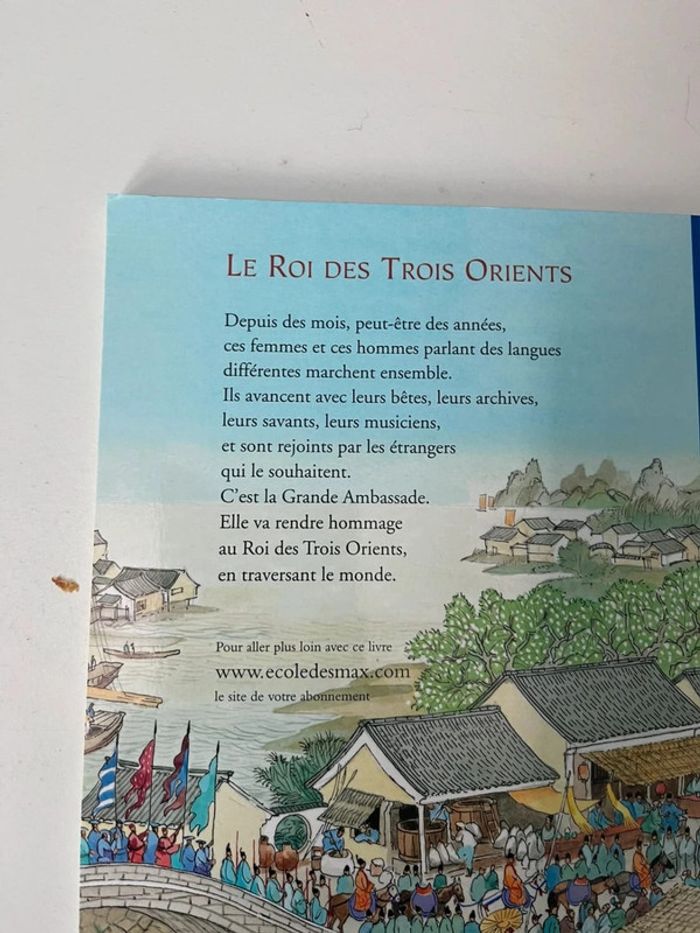 Le Roi des Trois Orients
Depuis des mois, peut-être des années,
ces femmes et ces hommes parlant des langues
différentes marchent ensemble.
Ils avancent avec leurs bêtes, leurs archives,
leurs savants, leurs musiciens,
et sont rejoints par les étrangers
qui le souhaitent.
C'est la Grande Ambassade.
Elle va rendre hommage
au Roi des Trois Orients,
en traversant le monde.
Pour aller plus loin avec ce livre
www.ecoledesmax.com
le site de votre abonnement